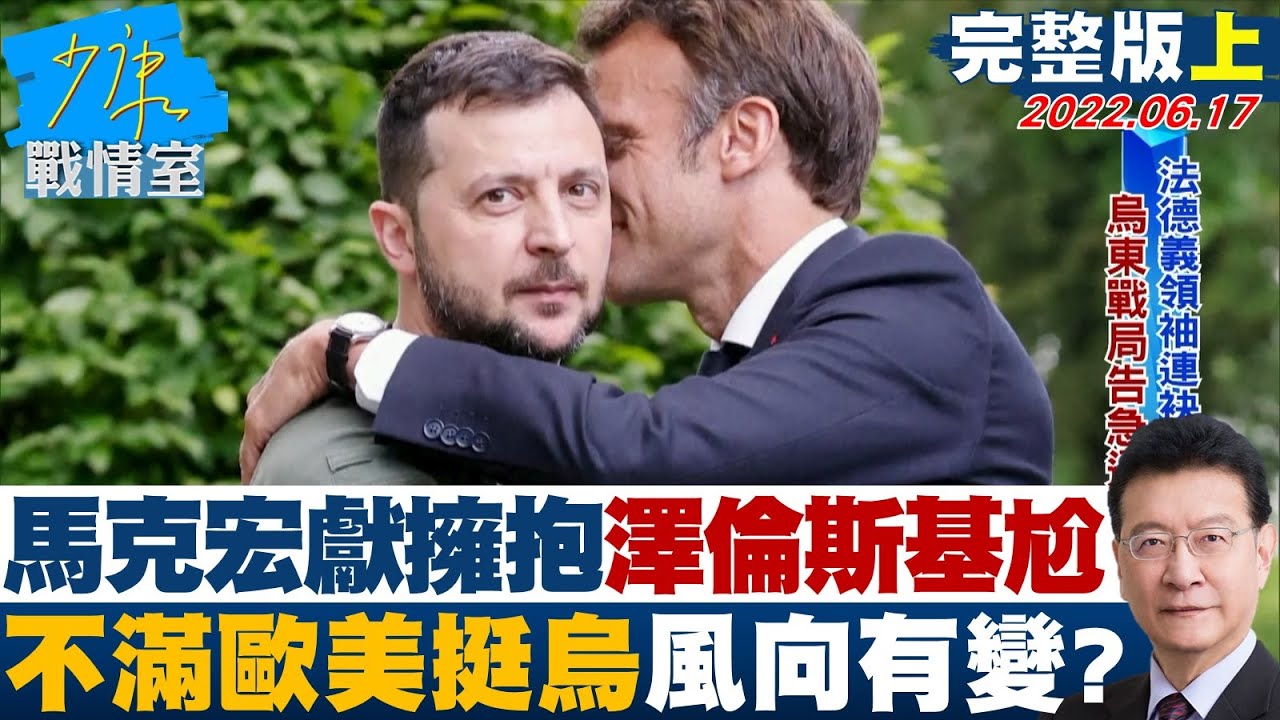 少康
戰情室
完整版上
2022.06.17
法德義領袖連袂
烏東戰局告急
馬克宏獻擁抱澤倫斯基尬
不滿歐美挺烏風向有變?